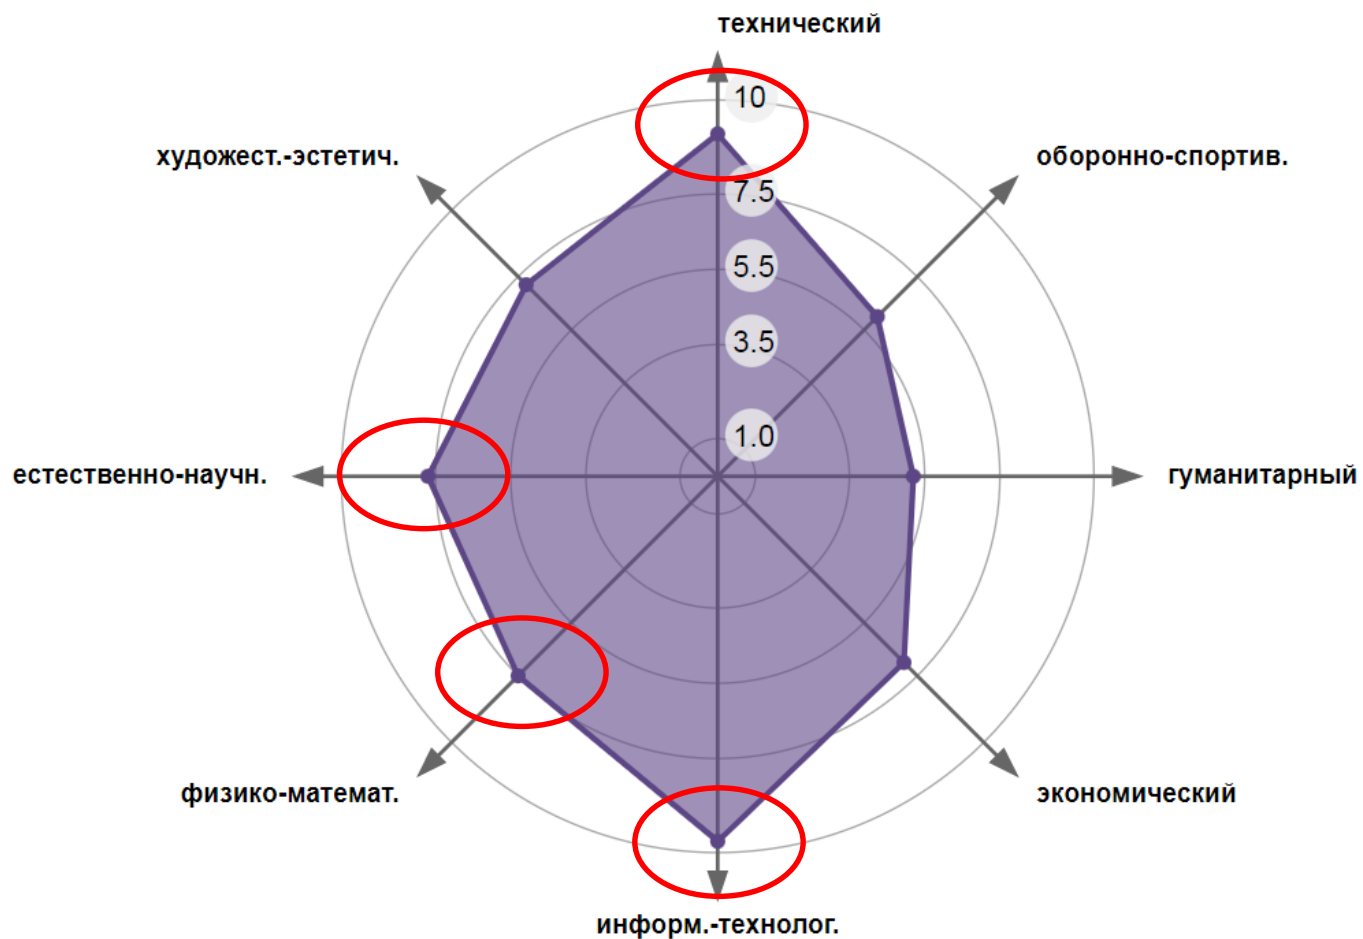 технический
10
художест.-эстетич.
оборонно-спортив.
7.5
5.5
3.5
1.0
естественно-научн.
гуманитарный
физико-математ.
экономический
информ.-технолог.